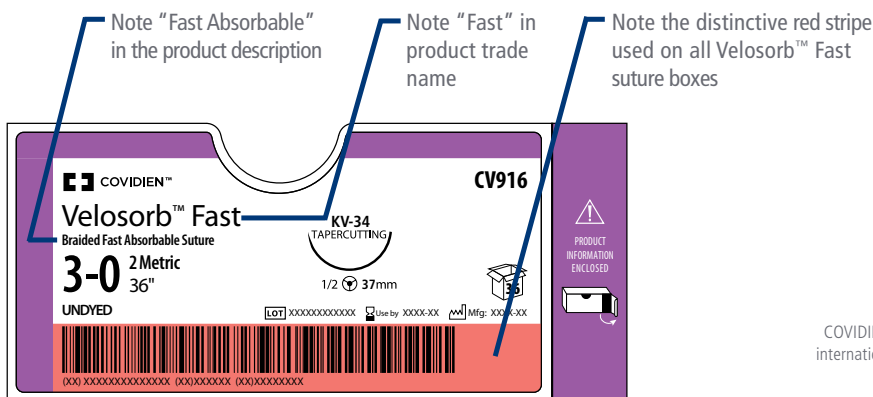 Note “Fast Absorbable”
in the product description
Note “Fast” in
product trade
name
Note the distinctive red stripe
used on all Velosorb™ Fast
suture boxes
COVIDIEN™
CV916
Velosorb™ Fast
Braided Fast Absorbable Suture
KV-34
TAPERCUTTING
3-0 2 Metric
36"
1/2 37mm
36
UNDYED
LOT XXXXXXXXXXXX Use by XXXX-XX Mfg: XXXX-XX
(XX) XXXXXXXXXXXXXX (XX)XXXXXX (XX)XXXXXXXX
PRODUCT
INFORMATION
ENCLOSED
COVIDIE
internatio